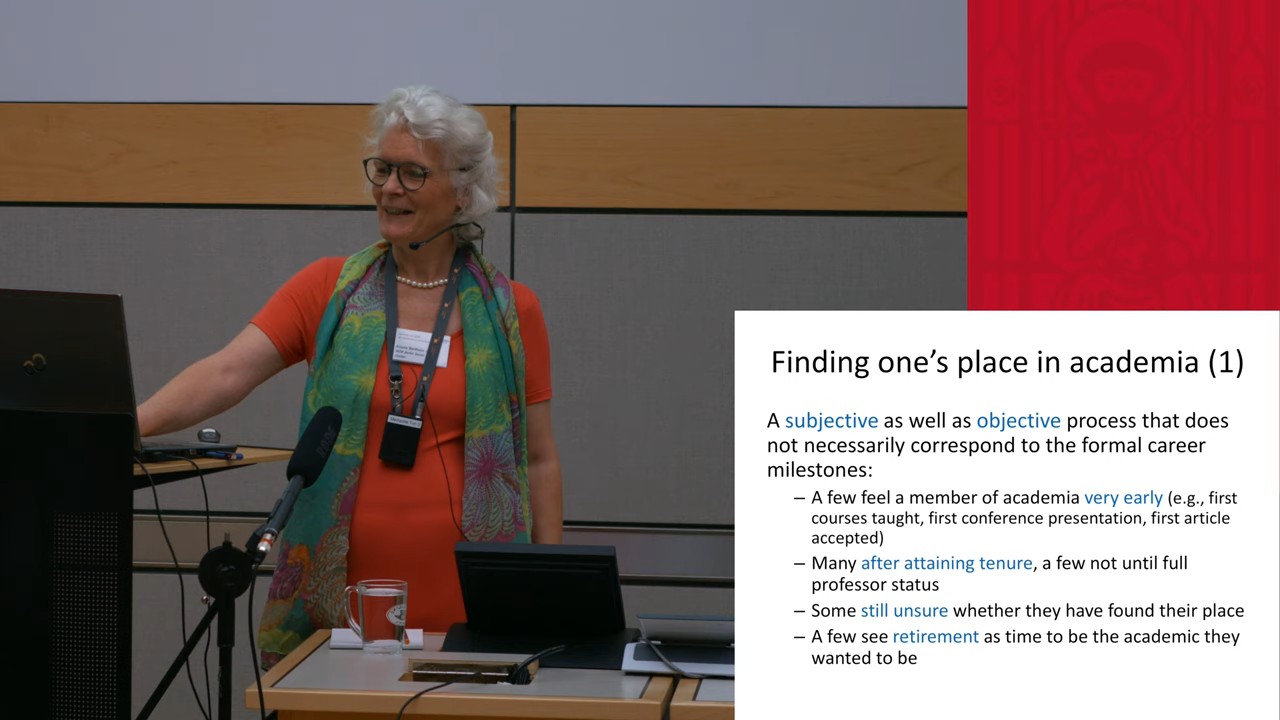 Finding one’s place in academia (1)
A subjective as well as objective process that does
not necessarily correspond to the formal career
milestones:
– A few feel a member of academia very early (e.g., first
courses taught, first conference presentation, first article
accepted)
– Many after attaining tenure, a few not until full
professor status
– Some still unsure whether they have found their place
– A few see retirement as time to be the academic they
wanted to be